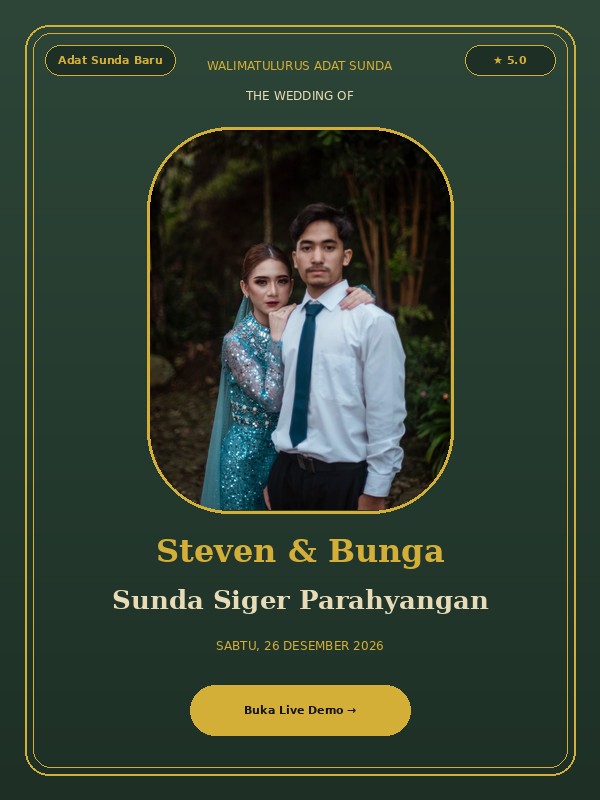 Adat Sunda Baru
WALIMATULURUS ADAT SUNDA
★ 5.0
THE WEDDING OF
Steven & Bunga
Sunda Siger Parahyangan
SABTU, 26 DESEMBER 2026
Buka Live Demo →